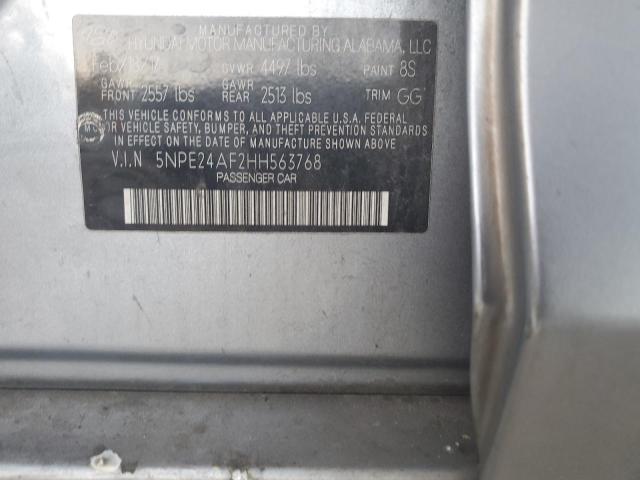 MANUFACTURED BY
HYUNDAI MOTOR MANUFACTURING ALABAMA, LLC
GVWR 4497 lbs PAINT 8S
GAWR FRONT 2557 lbs GAWR REAR 2513 lbs TRIM GG
THIS VEHICLE CONFORMS TO ALL APPLICABLE U.S.A. FEDERAL
MOTOR VEHICLE SAFETY, BUMPER, AND THEFT PREVENTION STANDARDS
IN EFFECT ON THE DATE OF MANUFACTURE SHOWN ABOVE.
V.I.N 5NPE24AF2HH563768
PASSENGER CAR